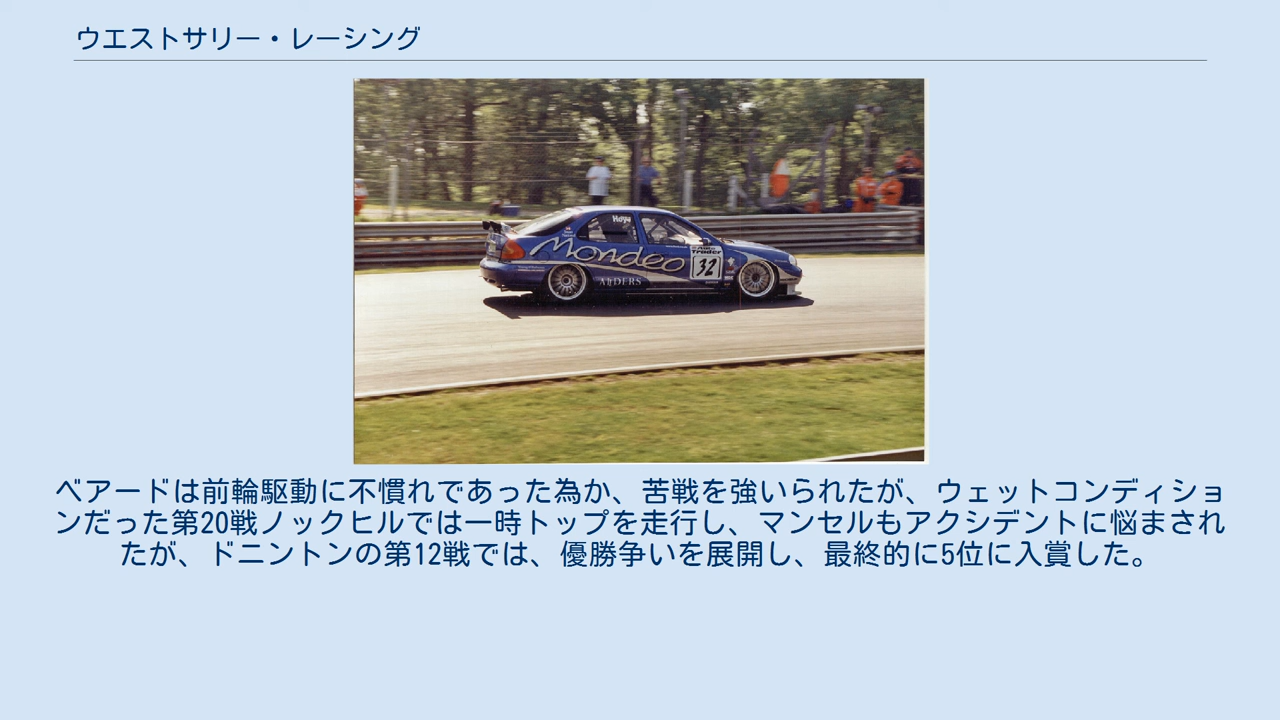 ウエストサリー・レーシング
Hoya
Mondeo
Auto
Trader
32
AllDERS
ベアードは前輪駆動に不慣れであった為か、苦戦を強いられたが、ウェットコンディショ
ンだった第20戦ノックヒルでは一時トップを走行し、マンセルもアクシデントに悩まされ
たが、ドニントンの第12戦では、優勝争いを展開し、最終的に5位に入賞した。